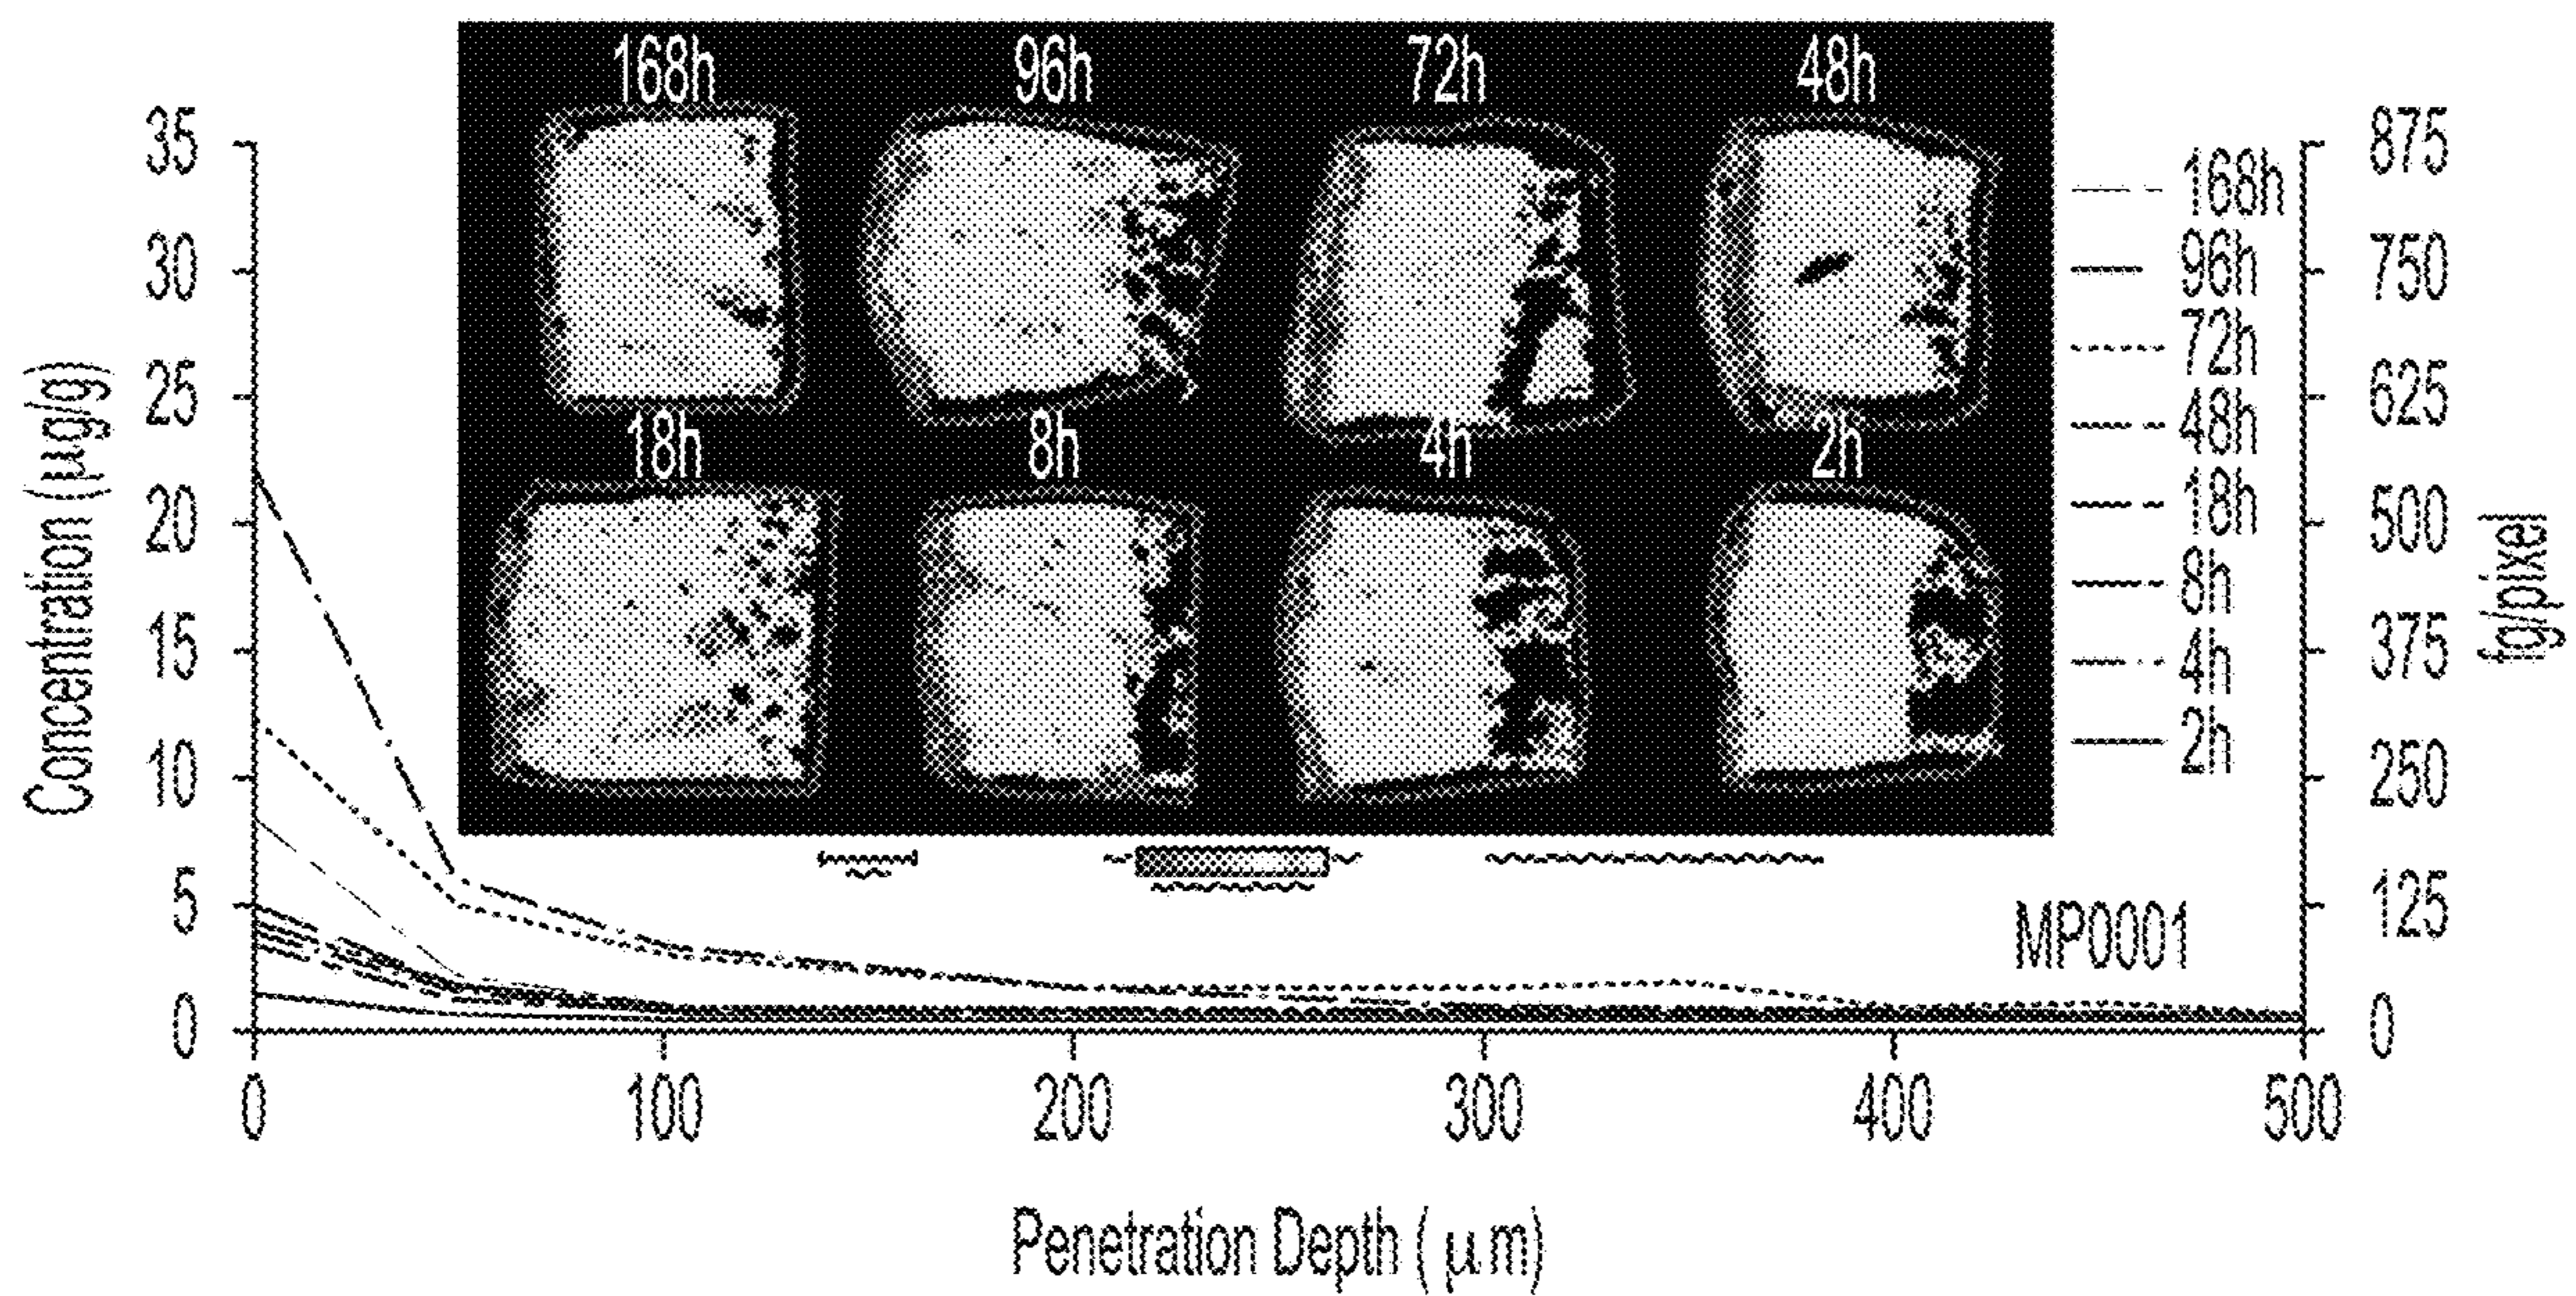 168h 96h 72h 48h
18h 8h 4h 2h
Concentration (µg/g)
35
30
25
20
15
10
5
0
168h
96h
72h
48h
18h
8h
4h
2h
875
750
625
500
375
250
125
0
fg/pixel
MP0001
0 100 200 300 400 500
Penetration Depth ( µm)